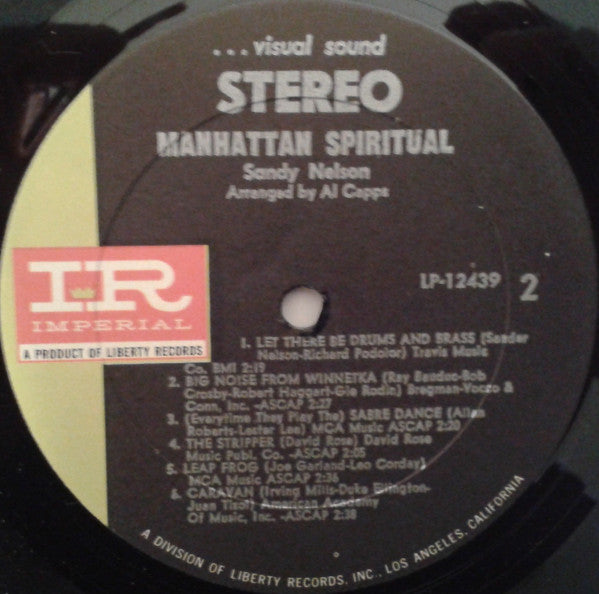 ...visual sound
STEREO
MANHATTAN SPIRITUAL
Sandy Nelson
Arranged by Al Capps
LP-12439
2
IR
IMPERIAL
A PRODUCT OF LIBERTY RECORDS
1. LET THERE BE DRUMS AND BRASS (Sander
Nelson-Richard Podolor) Travis Music
Co. BMI 2:19
2. BIG NOISE FROM WINNETKA (Ray Bauduc-Bob
Crosby-Robert Haggart-Gile Rodin) Bregman-Vocco &
Conn, Inc. -ASCAP 2:27
3. (Everytime They Play The) SABRE DANCE (Allan
Roberts-Lester Lee) MCA Music ASCAP 2:20
4. THE STRIPPER (David Rose) David Rose
Music Publ. Co. -ASCAP 2:05
5. LEAP FROG (Joe Garland-Leo Corday)
MCA Music ASCAP 2:36
6. CARAVAN (Irving Mills-Duke Ellington-
Juan Tisol) American Academy
Of Music, Inc. -ASCAP 2:38
A DIVISION OF LIBERTY RECORDS, INC., LOS ANGELES, CALIFORNIA